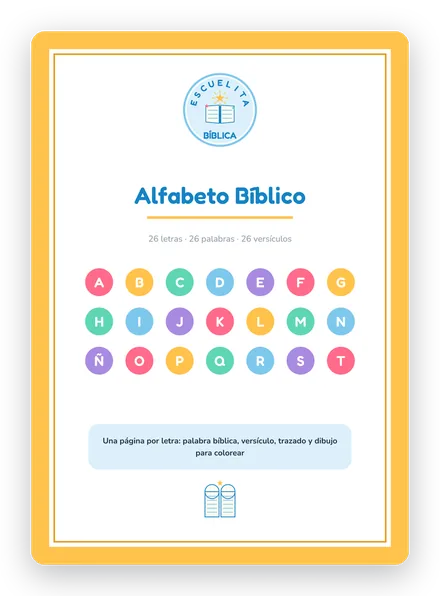 ESCUELITA
BÍBLICA
Alfabeto Bíblico
26 letras · 26 palabras · 26 versículos
A B C D E F G
H I J K L M N
Ñ O P Q R S T
Una página por letra: palabra bíblica, versículo, trazado y dibujo
para colorear